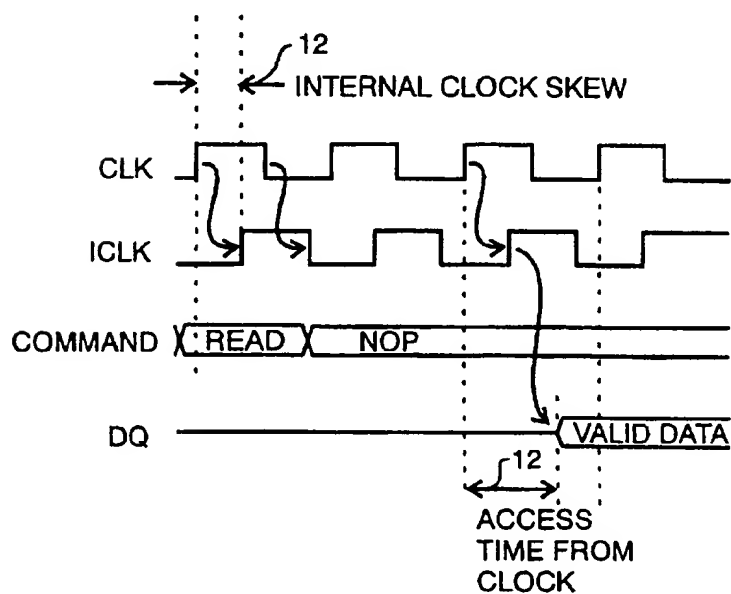 12
INTERNAL CLOCK SKEW
CLK
ICLK
COMMAND READ NOP
DQ VALID DATA
12
ACCESS
TIME FROM
CLOCK